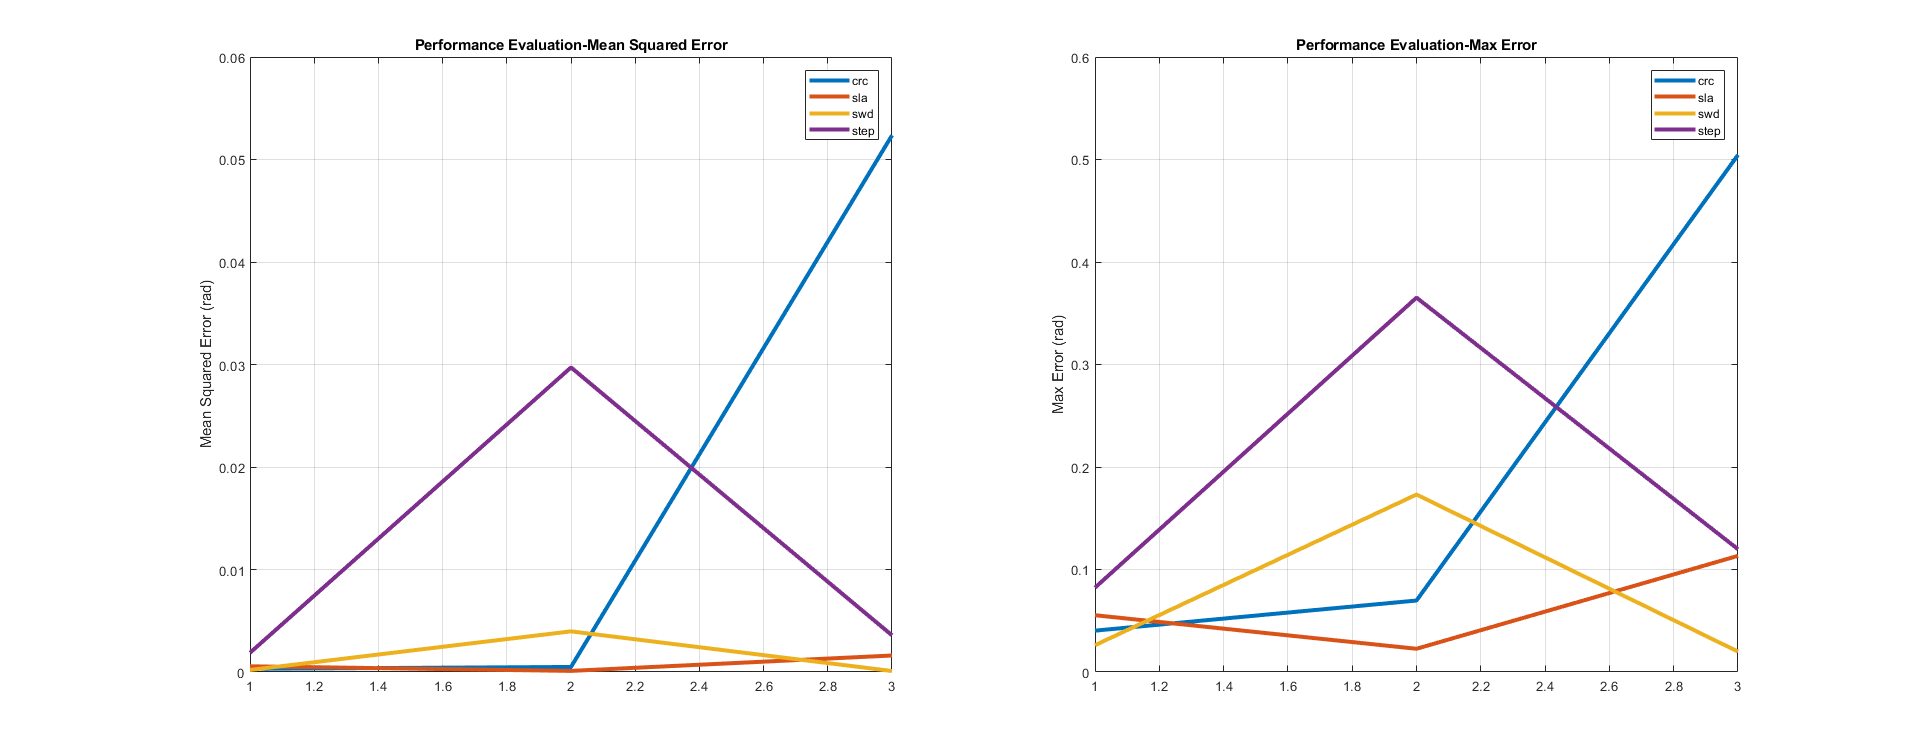 Performance Evaluation-Mean Squared Error
0.06
0.05
0.04
0.03
0.02
0.01
0
Mean Squared Error (rad)
1 1.2 1.4 1.6 1.8 2 2.2 2.4 2.6 2.8 3
crc
sla
swd
step
Performance Evaluation-Max Error
0.6
0.5
0.4
0.3
0.2
0.1
0
Max Error (rad)
1 1.2 1.4 1.6 1.8 2 2.2 2.4 2.6 2.8 3
crc
sla
swd
step